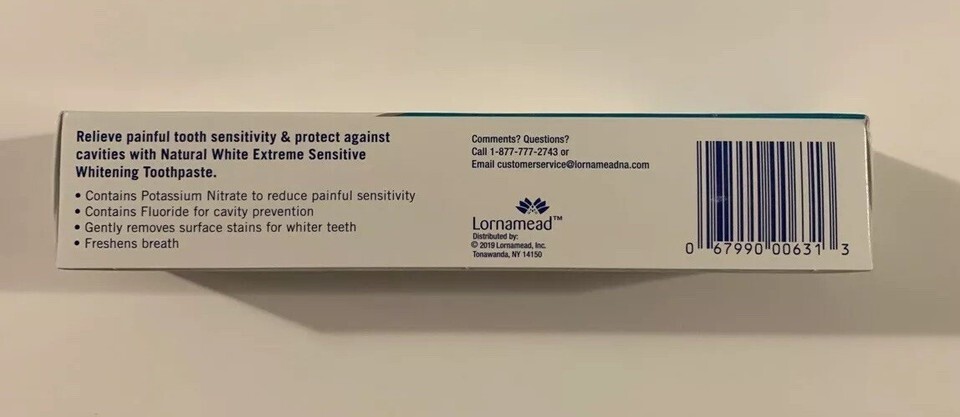 Relieve painful tooth sensitivity & protect against
cavities with Natural White Extreme Sensitive
Whitening Toothpaste.
• Contains Potassium Nitrate to reduce painful sensitivity
• Contains Fluoride for cavity prevention
• Gently removes surface stains for whiter teeth
• Freshens breath
Comments? Questions?
Call 1-877-777-2743 or
Email customerservice@lornameadna.com
Lornamead™
Distributed by:
© 2019 Lornamead, Inc.
Tonawanda, NY 14150
0 67990 00631 3